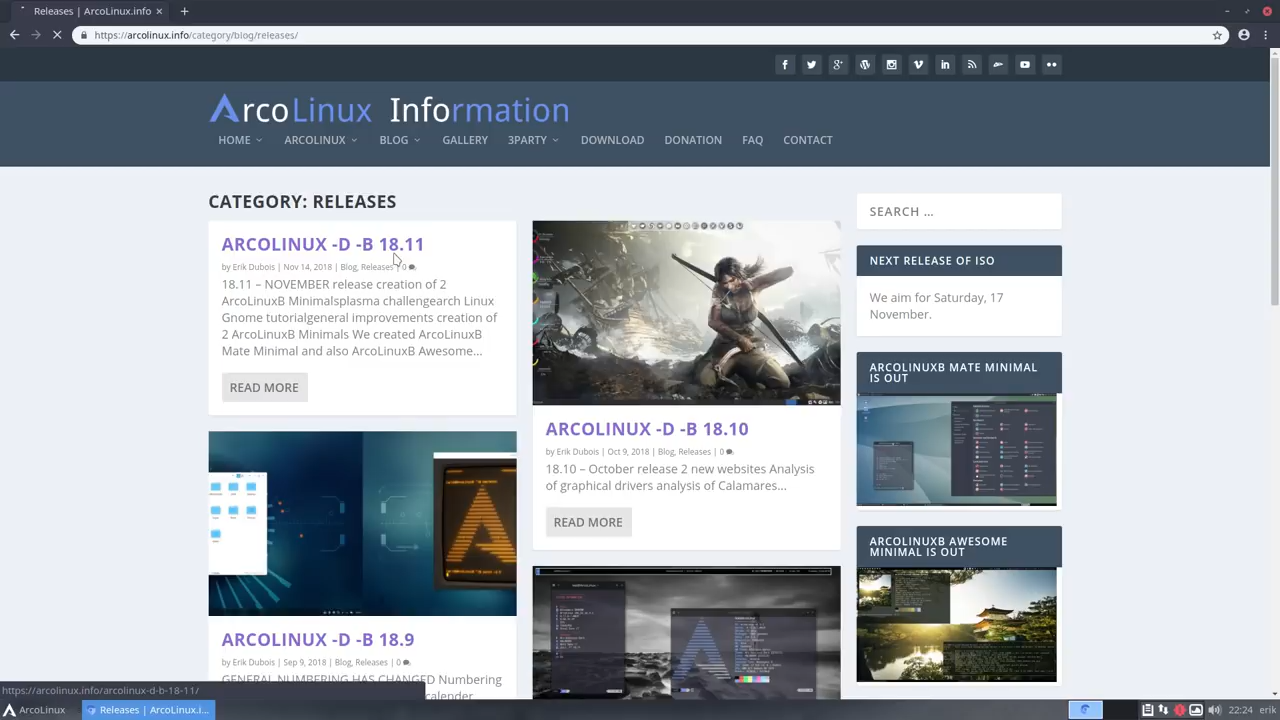 Releases | ArcoLinux.info
https://arcolinux.info/category/blog/releases/
ArcoLinux Information
HOME ARCOLINUX BLOG GALLERY 3PARTY DOWNLOAD DONATION FAQ CONTACT
CATEGORY: RELEASES
ARCOLINUX -D -B 18.11
by Erik Dubois | Nov 14, 2018 | Blog, Releases | 0
18.11 – NOVEMBER release creation of 2
ArcoLinuxB Minimalsplasma challengearch Linux
Gnome tutorialgeneral improvements creation of
2 ArcoLinuxB Minimals We created ArcoLinuxB
Mate Minimal and also ArcoLinuxB Awesome...
READ MORE
ARCOLINUX -D -B 18.9
by Erik Dubois | Sep 9, 2018 | Blog, Releases | 0
GENERAL NUMBERING HAS CHANGED Numbering
calender
ARCOLINUX -D -B 18.10
by Erik Dubois | Oct 9, 2018 | Blog, Releases | 0
18.10 – October release 2 new websites Analysis
of graphical drivers analysis of Calamares...
READ MORE
SEARCH …
NEXT RELEASE OF ISO
We aim for Saturday, 17
November.
ARCOLINUXB MATE MINIMAL
IS OUT
ARCOLINUXB AWESOME
MINIMAL IS OUT
https://arcolinux.info/arcolinux-d-b-18-11/
ArcoLinux
Releases | ArcoLinux.i...
22:24 erik